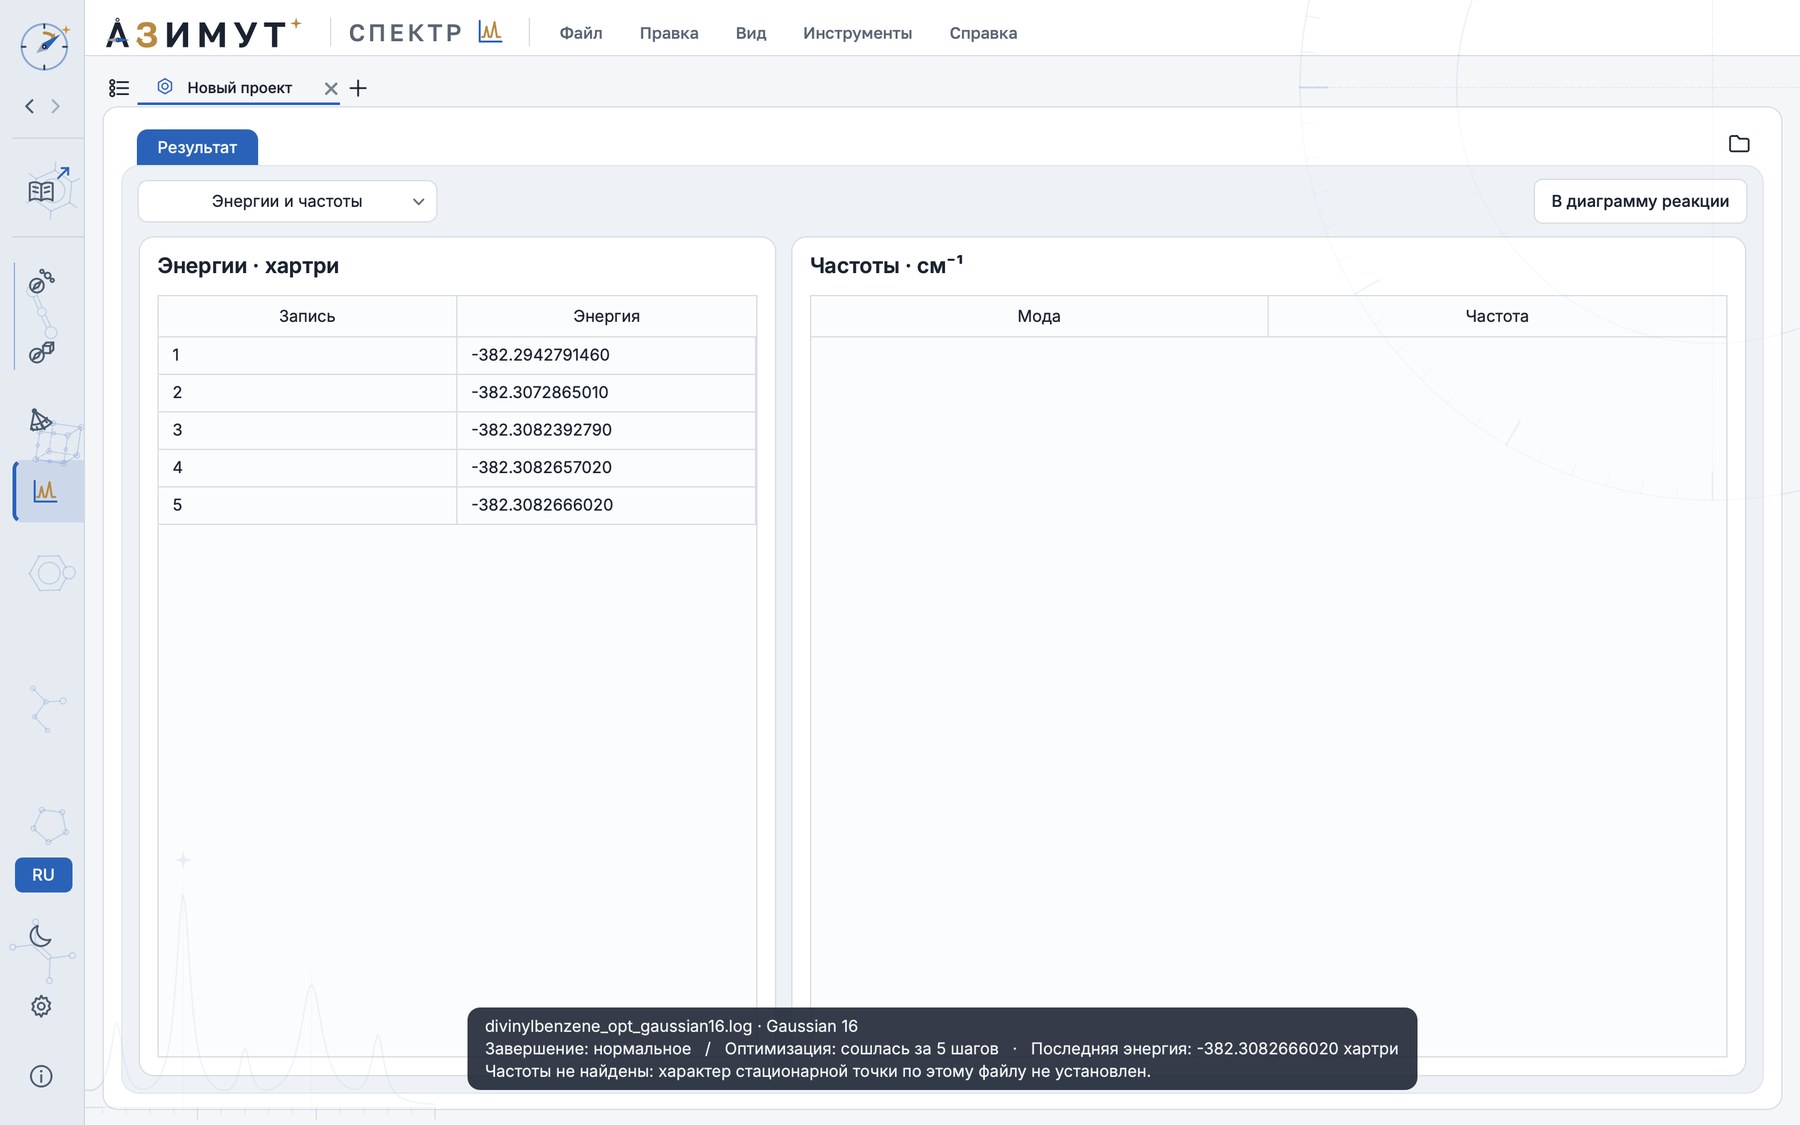 АЗИМУТ
СПЕКТР
Файл
Правка
Вид
Инструменты
Справка
Новый проект
Результат
Энергии и частоты
В диаграмму реакции
Энергии · хартри
Запись
Энергия
1
-382.2942791460
2
-382.3072865010
3
-382.3082392790
4
-382.3082657020
5
-382.3082666020
Частоты · см⁻¹
Мода
Частота
RU
divinylbenzene_opt_gaussian16.log · Gaussian 16
Завершение: нормальное / Оптимизация: сошлась за 5 шагов · Последняя энергия: -382.3082666020 хартри
Частоты не найдены: характер стационарной точки по этому файлу не установлен.